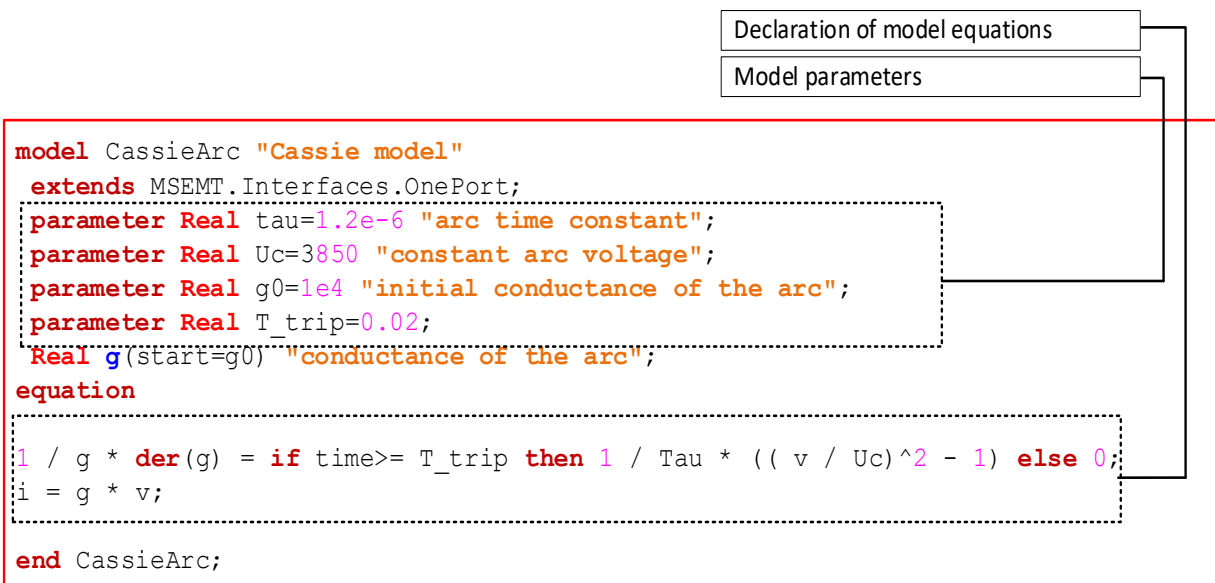 Declaration of model equations
Model parameters
model CassieArc "Cassie model"
extends MSEMT.Interfaces.OnePort;
parameter Real tau=1.2e-6 "arc time constant";
parameter Real Uc=3850 "constant arc voltage";
parameter Real g0=1e4 "initial conductance of the arc";
parameter Real T_trip=0.02;
Real g(start=g0) "conductance of the arc";
equation
1 / g * der(g) = if time>= T_trip then 1 / Tau * (( v / Uc)^2 - 1) else 0;
i = g * v;
end CassieArc;